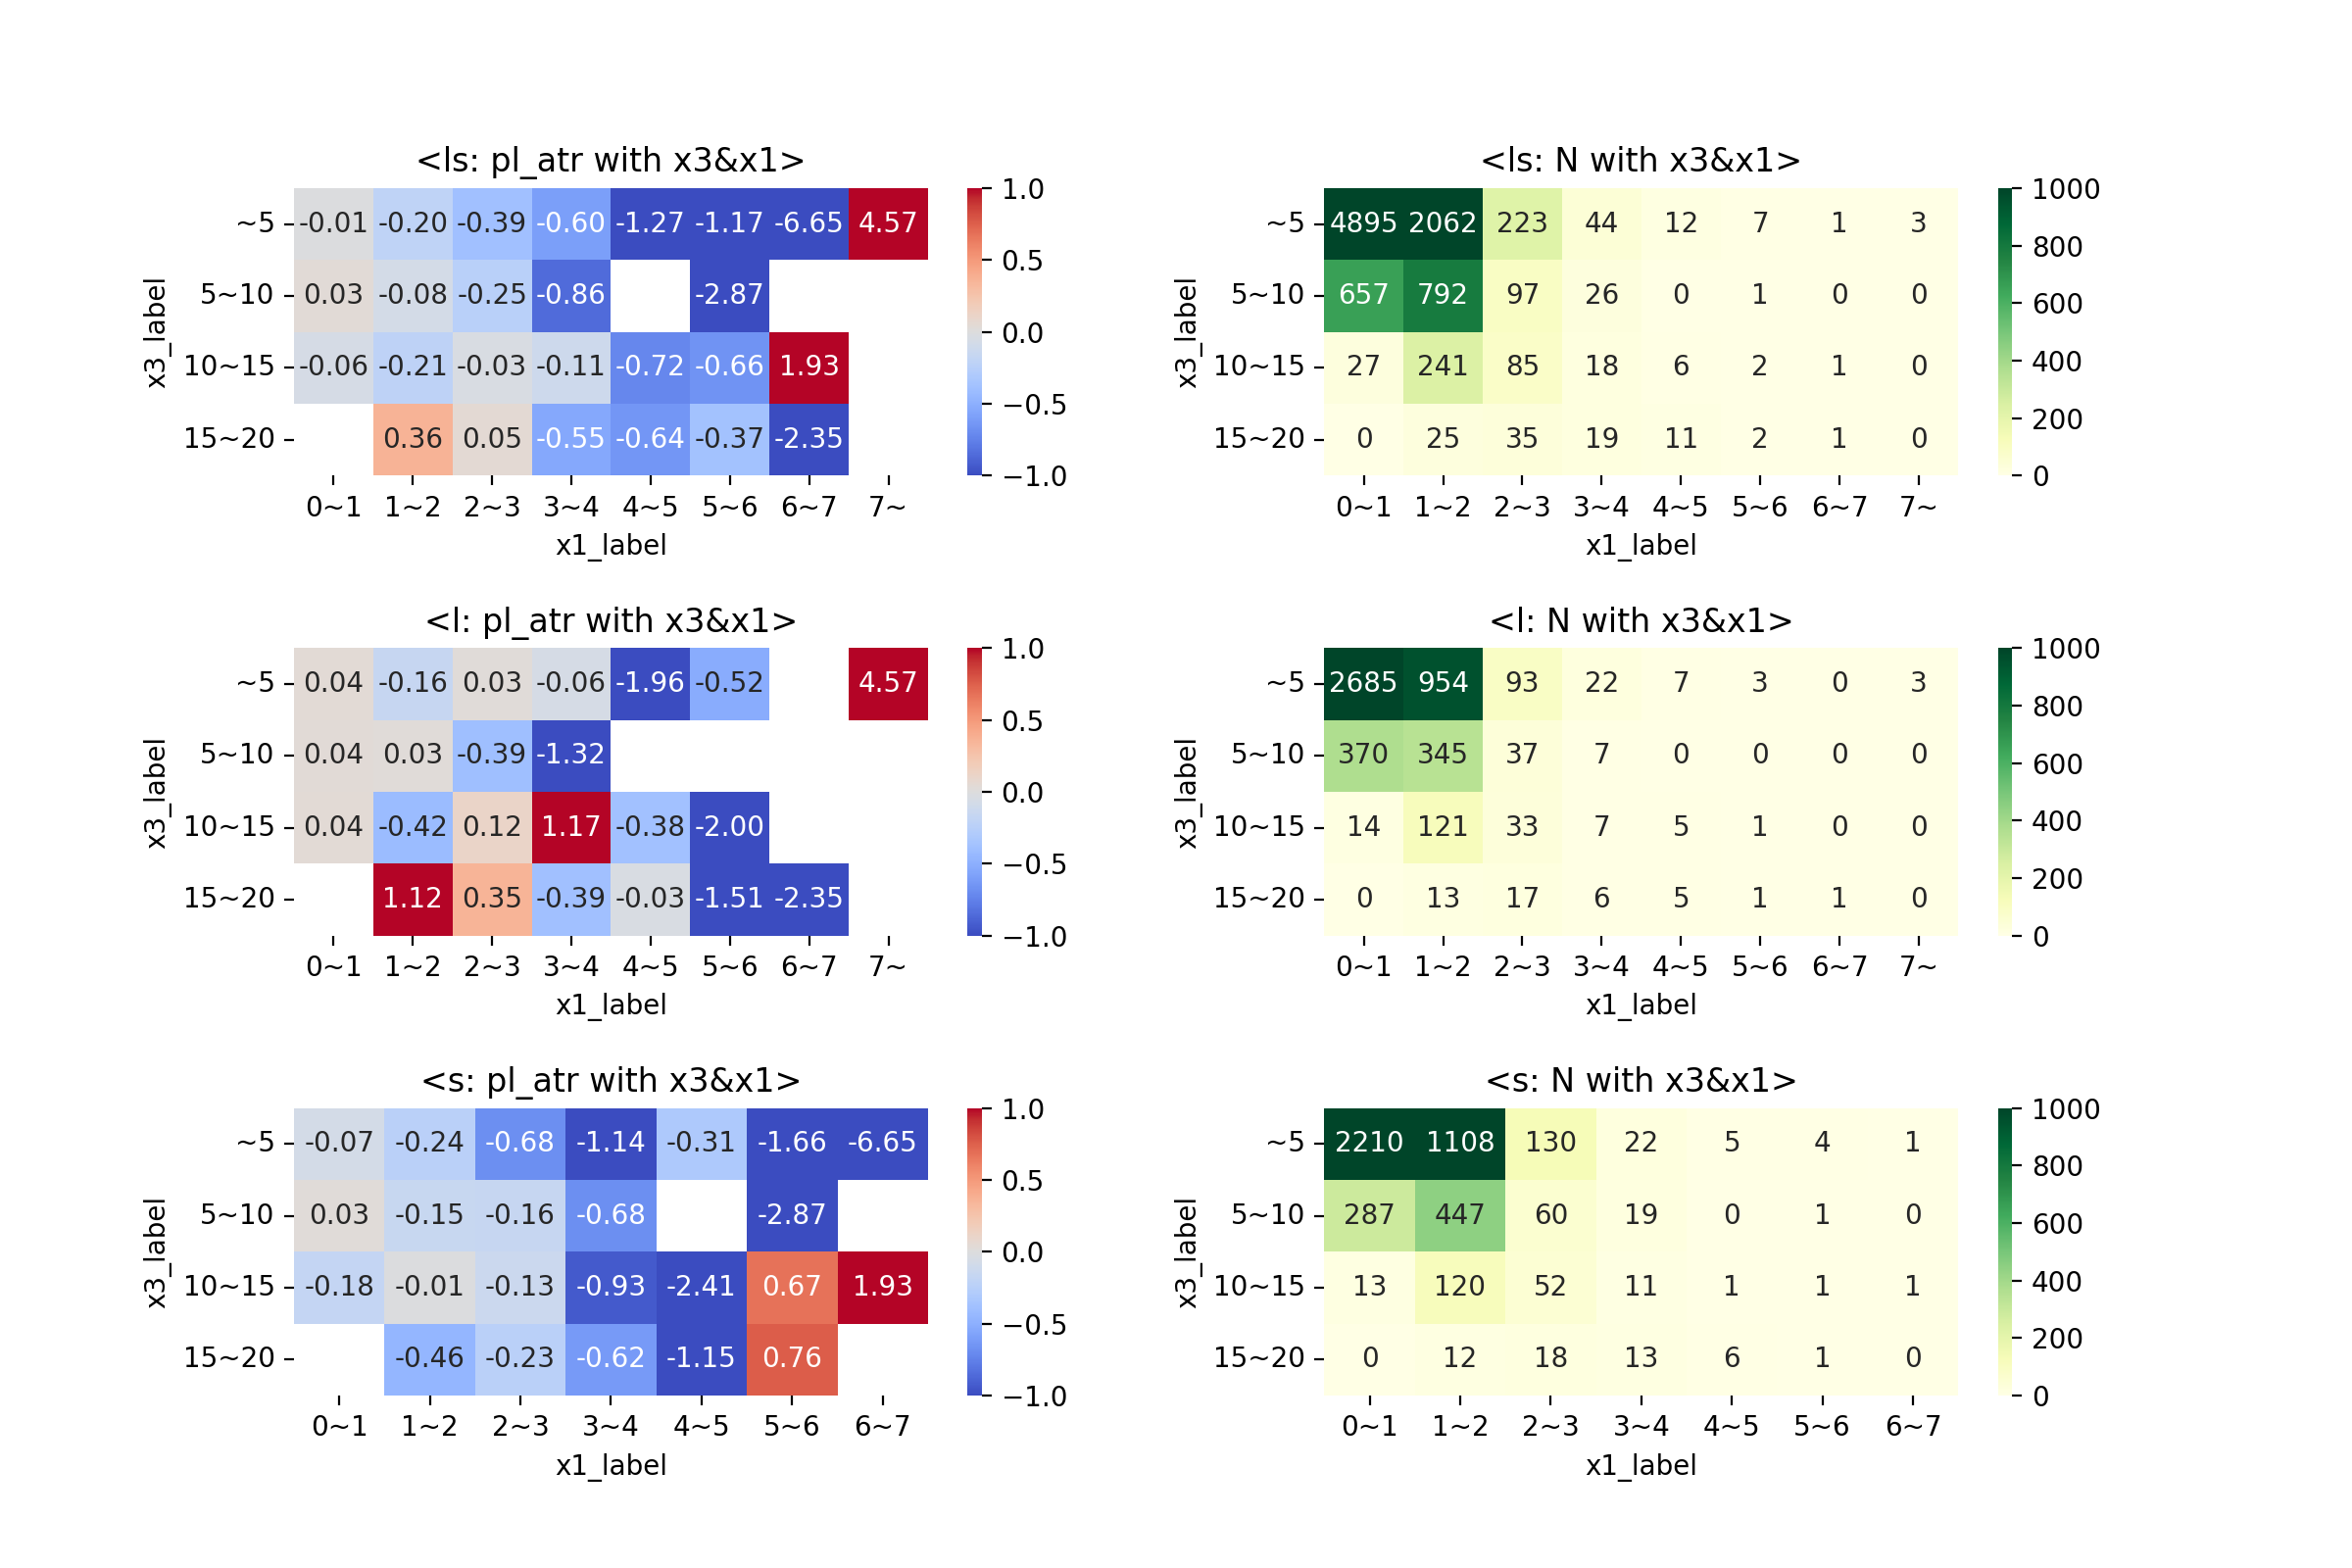 <ls: pl_atr with x3&x1>
~5 -0.01 -0.20 -0.39 -0.60 -1.27 -1.17 -6.65 4.57
5~10 0.03 -0.08 -0.25 -0.86 -2.87
10~15 -0.06 -0.21 -0.03 -0.11 -0.72 -0.66 1.93
15~20 0.36 0.05 -0.55 -0.64 -0.37 -2.35
0~1 1~2 2~3 3~4 4~5 5~6 6~7 7~
x1_label
x3_label
1.0
0.5
0.0
−0.5
−1.0
<ls: N with x3&x1>
~5 4895 2062 223 44 12 7 1 3
5~10 657 792 97 26 0 1 0 0
10~15 27 241 85 18 6 2 1 0
15~20 0 25 35 19 11 2 1 0
0~1 1~2 2~3 3~4 4~5 5~6 6~7 7~
x1_label
x3_label
1000
800
600
400
200
0
<l: pl_atr with x3&x1>
~5 0.04 -0.16 0.03 -0.06 -1.96 -0.52 4.57
5~10 0.04 0.03 -0.39 -1.32
10~15 0.04 -0.42 0.12 1.17 -0.38 -2.00
15~20 1.12 0.35 -0.39 -0.03 -1.51 -2.35
0~1 1~2 2~3 3~4 4~5 5~6 6~7 7~
x1_label
x3_label
1.0
0.5
0.0
−0.5
−1.0
<l: N with x3&x1>
~5 2685 954 93 22 7 3 0 3
5~10 370 345 37 7 0 0 0 0
10~15 14 121 33 7 5 1 0 0
15~20 0 13 17 6 5 1 1 0
0~1 1~2 2~3 3~4 4~5 5~6 6~7 7~
x1_label
x3_label
1000
800
600
400
200
0
<s: pl_atr with x3&x1>
~5 -0.07 -0.24 -0.68 -1.14 -0.31 -1.66 -6.65
5~10 0.03 -0.15 -0.16 -0.68 -2.87
10~15 -0.18 -0.01 -0.13 -0.93 -2.41 0.67 1.93
15~20 -0.46 -0.23 -0.62 -1.15 0.76
0~1 1~2 2~3 3~4 4~5 5~6 6~7
x1_label
x3_label
1.0
0.5
0.0
−0.5
−1.0
<s: N with x3&x1>
~5 2210 1108 130 22 5 4 1
5~10 287 447 60 19 0 1 0
10~15 13 120 52 11 1 1 1
15~20 0 12 18 13 6 1 0
0~1 1~2 2~3 3~4 4~5 5~6 6~7
x1_label
x3_label
1000
800
600
400
200
0